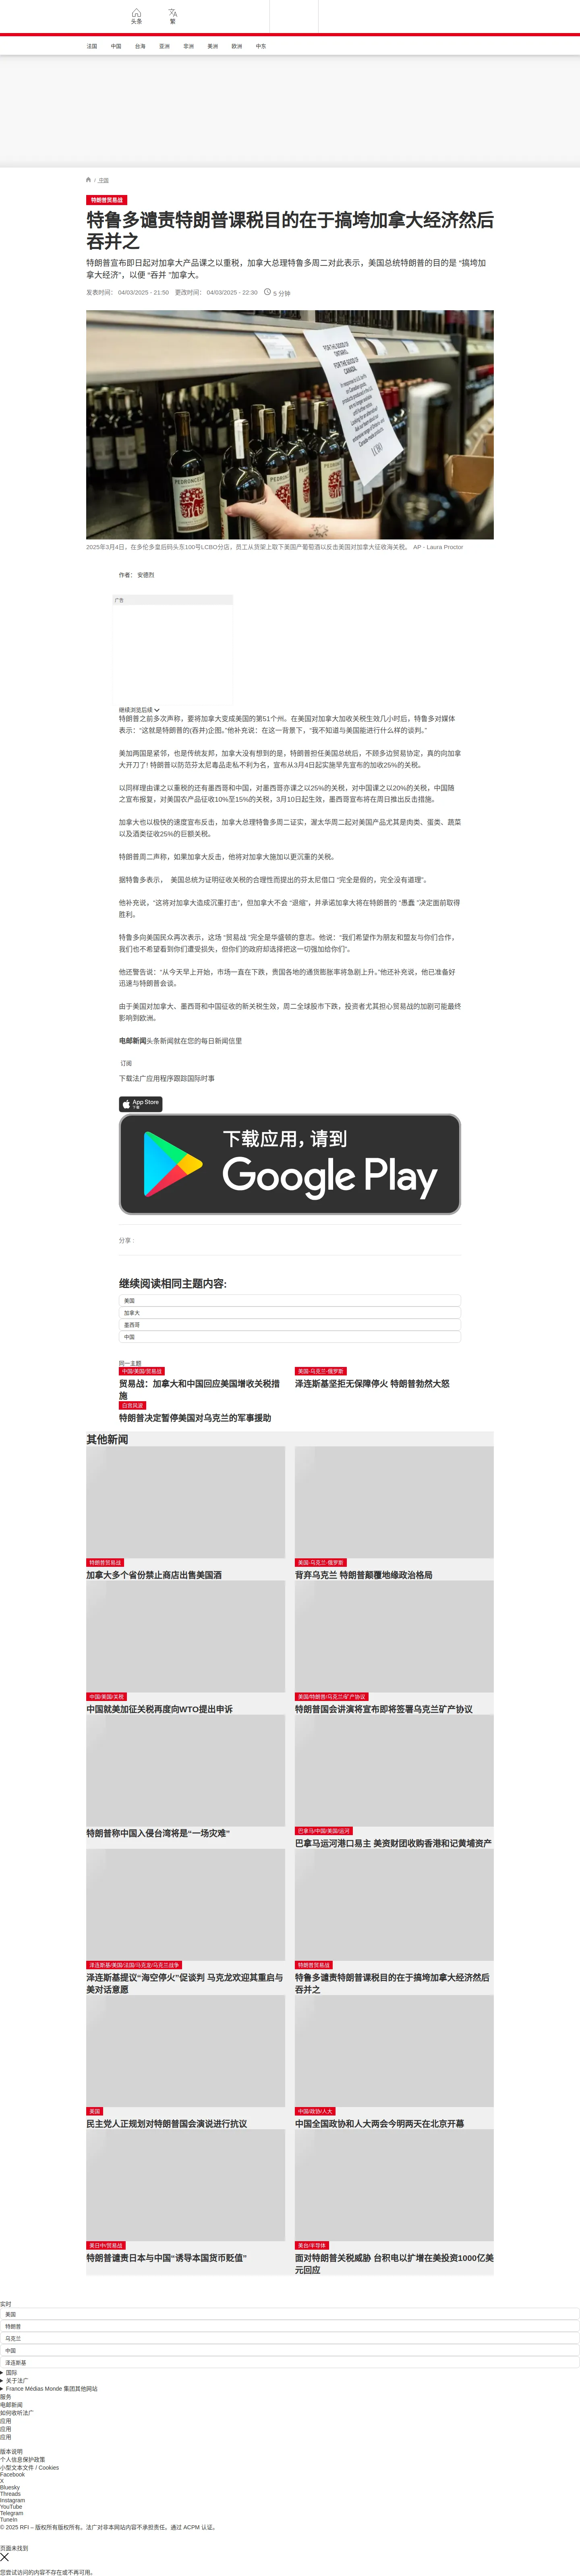 头条
繁
法国
中国
台海
亚洲
非洲
美洲
欧洲
中东
/ 中国
特朗普贸易战
特鲁多谴责特朗普课税目的在于搞垮加拿大经济然后
吞并之
特朗普宣布即日起对加拿大产品课之以重税，加拿大总理特鲁多周二对此表示，美国总统特朗普的目的是 “搞垮加
拿大经济”，以便 “吞并 ”加拿大。
发表时间： 04/03/2025 - 21:50 更改时间： 04/03/2025 - 22:30 5 分钟
FOR THE GOOD OF ONTARIO,
FOR THE GOOD OF CANADA.
2025年3月4日，在多伦多皇后码头东100号LCBO分店，员工从货架上取下美国产葡萄酒以反击美国对加拿大征收海关税。 AP - Laura Proctor
作者： 安德烈
广告
继续浏览后续
特朗普之前多次声称，要将加拿大变成美国的第51个州。在美国对加拿大加收关税生效几小时后，特鲁多对媒体
表示：“这就是特朗普的(吞并)企图。”他补充说：在这一背景下，“我不知道与美国能进行什么样的谈判。”
美加两国是紧邻，也是传统友邦，加拿大没有想到的是，特朗普担任美国总统后，不顾多边贸易协定，真的向加拿
大开刀了! 特朗普以防范芬太尼毒品走私不利为名，宣布从3月4日起实施早先宣布的加收25%的关税。
以同样理由课之以重税的还有墨西哥和中国，对墨西哥亦课之以25%的关税，对中国课之以20%的关税，中国随
之宣布报复，对美国农产品征收10%至15%的关税，3月10日起生效，墨西哥宣布将在周日推出反击措施。
加拿大也以极快的速度宣布反击，加拿大总理特鲁多周二证实，渥太华周二起对美国产品尤其是肉类、蛋类、蔬菜
以及酒类征收25%的巨额关税。
特朗普周二声称，如果加拿大反击，他将对加拿大施加以更沉重的关税。
据特鲁多表示， 美国总统为证明征收关税的合理性而提出的芬太尼借口 “完全是假的，完全没有道理”。
他补充说，“这将对加拿大造成沉重打击”，但加拿大不会 “退缩”，并承诺加拿大将在特朗普的 “愚蠢 ”决定面前取得
胜利。
特鲁多向美国民众再次表示，这场 “贸易战 ”完全是华盛顿的意志。他说：“我们希望作为朋友和盟友与你们合作，
我们也不希望看到你们遭受损失，但你们的政府却选择把这一切强加给你们”。
他还警告说：“从今天早上开始，市场一直在下跌，贵国各地的通货膨胀率将急剧上升。”他还补充说，他已准备好
迅速与特朗普会谈。
由于美国对加拿大、墨西哥和中国征收的新关税生效，周二全球股市下跌，投资者尤其担心贸易战的加剧可能最终
影响到欧洲。
电邮新闻头条新闻就在您的每日新闻信里
订阅
下载法广应用程序跟踪国际时事
App Store
下载
下载应用，请到
Google Play
分享 :
继续阅读相同主题内容:
美国
加拿大
墨西哥
中国
同一主题
中国/美国/贸易战
贸易战：加拿大和中国回应美国增收关税措
施
美国-乌克兰-俄罗斯
泽连斯基坚拒无保障停火 特朗普勃然大怒
白宫风波
特朗普决定暂停美国对乌克兰的军事援助
其他新闻
特朗普贸易战
加拿大多个省份禁止商店出售美国酒
美国-乌克兰-俄罗斯
背弃乌克兰 特朗普颠覆地缘政治格局
中国/美国/关税
中国就美加征关税再度向WTO提出申诉
美国/特朗普/乌克兰/矿产协议
特朗普国会讲演将宣布即将签署乌克兰矿产协议
特朗普称中国入侵台湾将是“一场灾难”
巴拿马/中国/美国/运河
巴拿马运河港口易主 美资财团收购香港和记黄埔资产
泽连斯基/美国/法国/马克龙/乌克兰战争
泽连斯基提议“海空停火”促谈判 马克龙欢迎其重启与
美对话意愿
特朗普贸易战
特鲁多谴责特朗普课税目的在于搞垮加拿大经济然后
吞并之
美国
民主党人正规划对特朗普国会演说进行抗议
中国/政协/人大
中国全国政协和人大两会今明两天在北京开幕
美日中/贸易战
特朗普谴责日本与中国“诱导本国货币贬值”
美台/半导体
面对特朗普关税威胁 台积电以扩增在美投资1000亿美
元回应
实时
美国
特朗普
乌克兰
中国
泽连斯基
国际
关于法广
France Médias Monde 集团其他网站
服务
电邮新闻
如何收听法广
应用
应用
应用
版本说明
个人信息保护政策
小型文本文件 / Cookies
Facebook
X
Bluesky
Threads
Instagram
YouTube
Telegram
TuneIn
© 2025 RFI – 版权所有版权所有。法广对非本网站内容不承担责任。通过 ACPM 认证。
页面未找到
您尝试访问的内容不存在或不再可用。